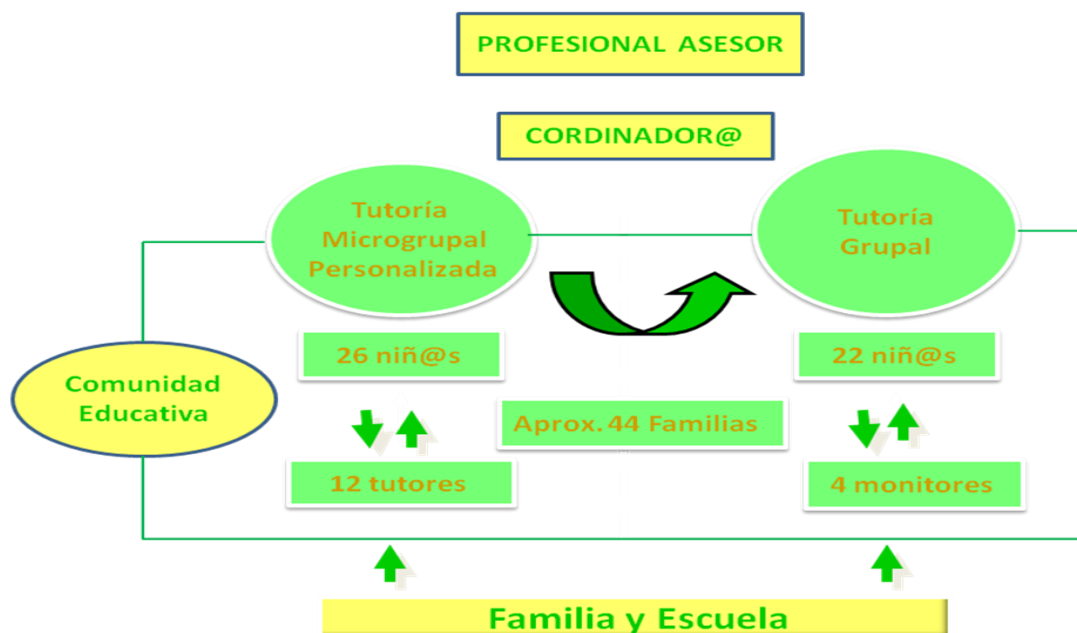 PROFESIONAL ASESOR
CORDINADOR@
Tutoría
Microgrupal
Personalizada
Tutoría
Grupal
26 niñ@s
22 niñ@s
Comunidad
Educativa
Aprox. 44 Familias
12 tutores
4 monitores
Familia y Escuela